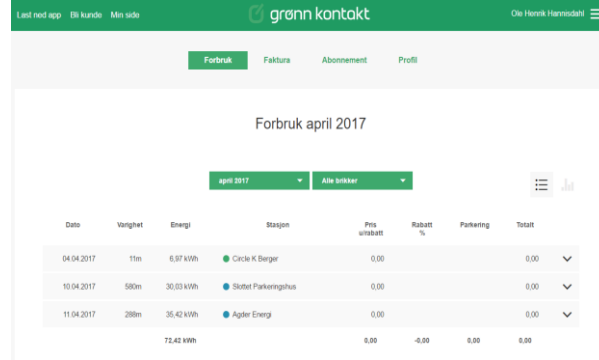 Last ned app Bli kunde Min side grønn kontakt Ole Henrik Hannisdahl
Forbruk Faktura Abonnement Profil
Forbruk april 2017
april 2017 Alle brikker
Dato Varighet Energi Stasjon Pris u/rabatt Rabatt % Parkering Totalt
04.04.2017 11m 6,97 kWh Circle K Berger 0,00 0,00
10.04.2017 580m 30,03 kWh Slottet Parkeringshus 0,00 0,00
11.04.2017 288m 35,42 kWh Agder Energi 0,00 0,00
72,42 kWh 0,00 -0,00 0,00 0,00